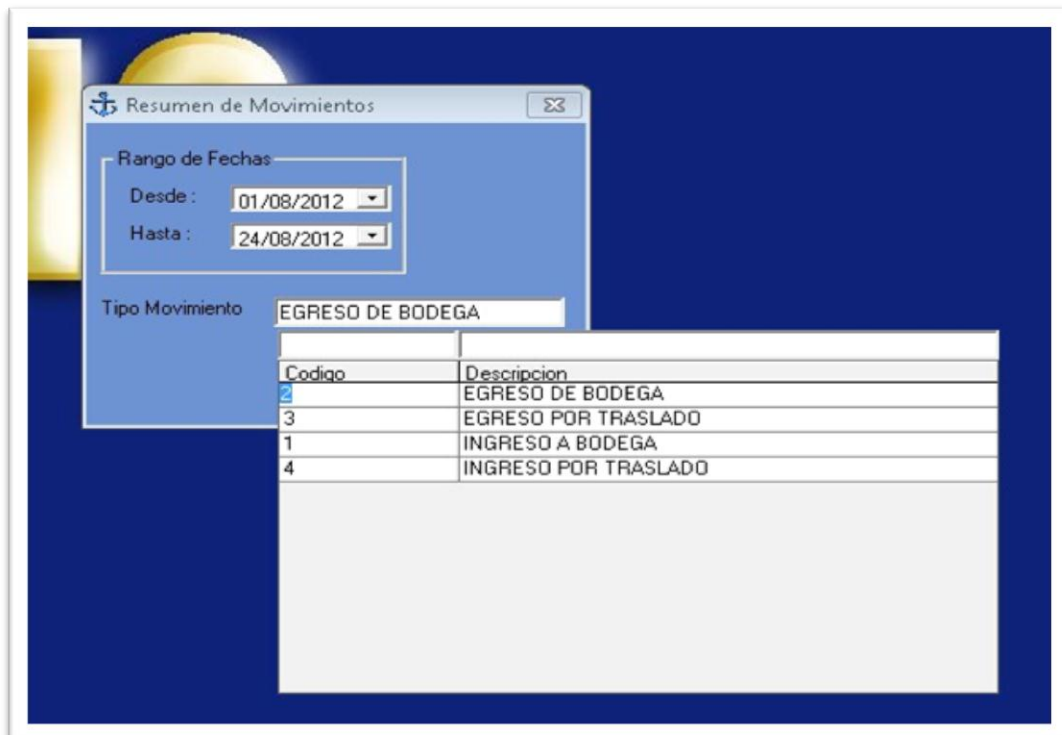 Resumen de Movimientos
Rango de Fechas
Desde : 01/08/2012
Hasta : 24/08/2012
Tipo Movimiento EGRESO DE BODEGA
Codigo Descripcion
2 EGRESO DE BODEGA
3 EGRESO POR TRASLADO
1 INGRESO A BODEGA
4 INGRESO POR TRASLADO